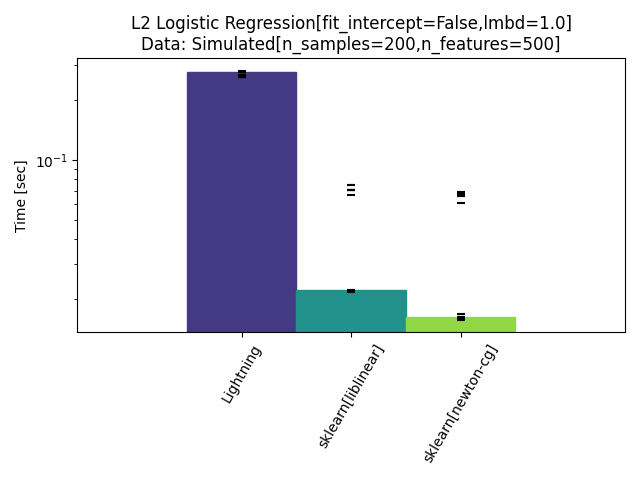 L2 Logistic Regression[fit_intercept=False,lmbd=1.0]
Data: Simulated[n_samples=200,n_features=500]
Time [sec]
10⁻¹
Lightning
sklearn[liblinear]
sklearn[newton-cg]